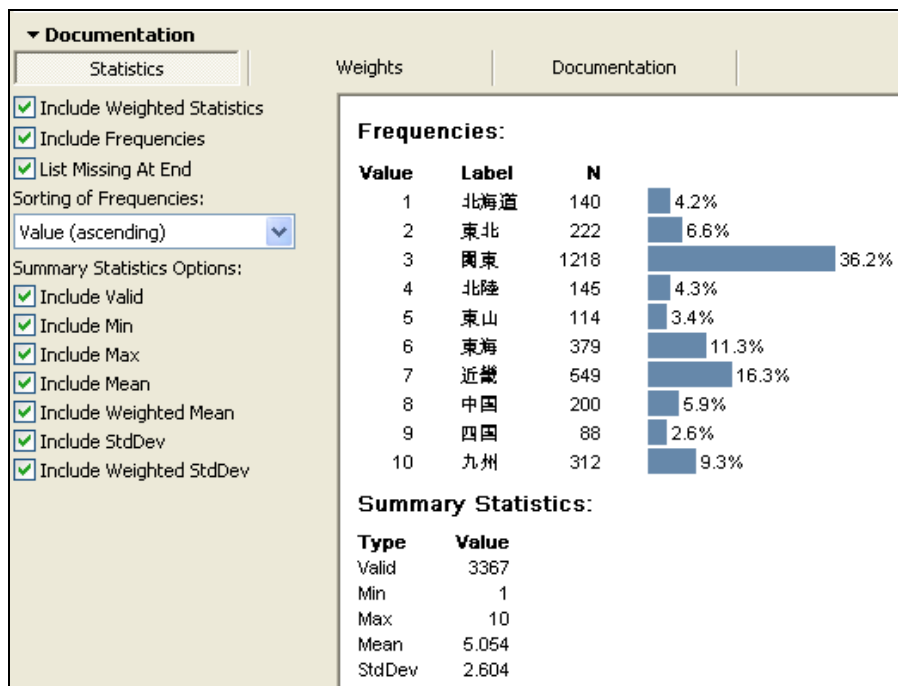 Documentation
Statistics Weights Documentation
Include Weighted Statistics
Include Frequencies
List Missing At End
Sorting of Frequencies:
Value (ascending)
Summary Statistics Options:
Include Valid
Include Min
Include Max
Include Mean
Include Weighted Mean
Include StdDev
Include Weighted StdDev
Frequencies:
Value Label N
1 北海道 140 4.2%
2 東北 222 6.6%
3 関東 1218 36.2%
4 北陸 145 4.3%
5 東山 114 3.4%
6 東海 379 11.3%
7 近畿 549 16.3%
8 中国 200 5.9%
9 四国 88 2.6%
10 九州 312 9.3%
Summary Statistics:
Type Value
Valid 3367
Min 1
Max 10
Mean 5.054
StdDev 2.604